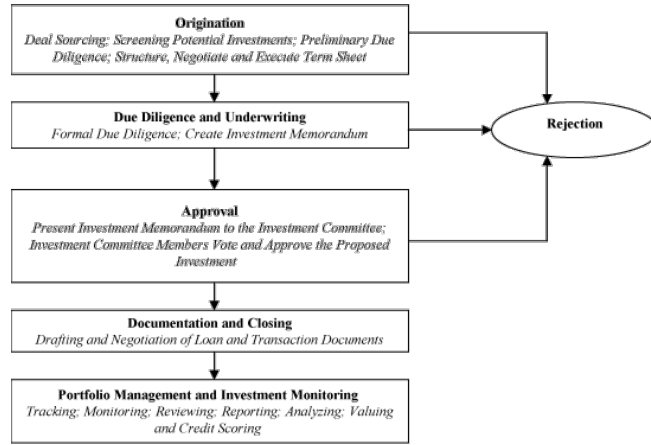 Origination
Deal Sourcing; Screening Potential Investments; Preliminary Due
Diligence; Structure, Negotiate and Execute Term Sheet
Due Diligence and Underwriting
Formal Due Diligence; Create Investment Memorandum
Rejection
Approval
Present Investment Memorandum to the Investment Committee;
Investment Committee Members Vote and Approve the Proposed
Investment
Documentation and Closing
Drafting and Negotiation of Loan and Transaction Documents
Portfolio Management and Investment Monitoring
Tracking; Monitoring; Reviewing; Reporting; Analyzing; Valuing
and Credit Scoring